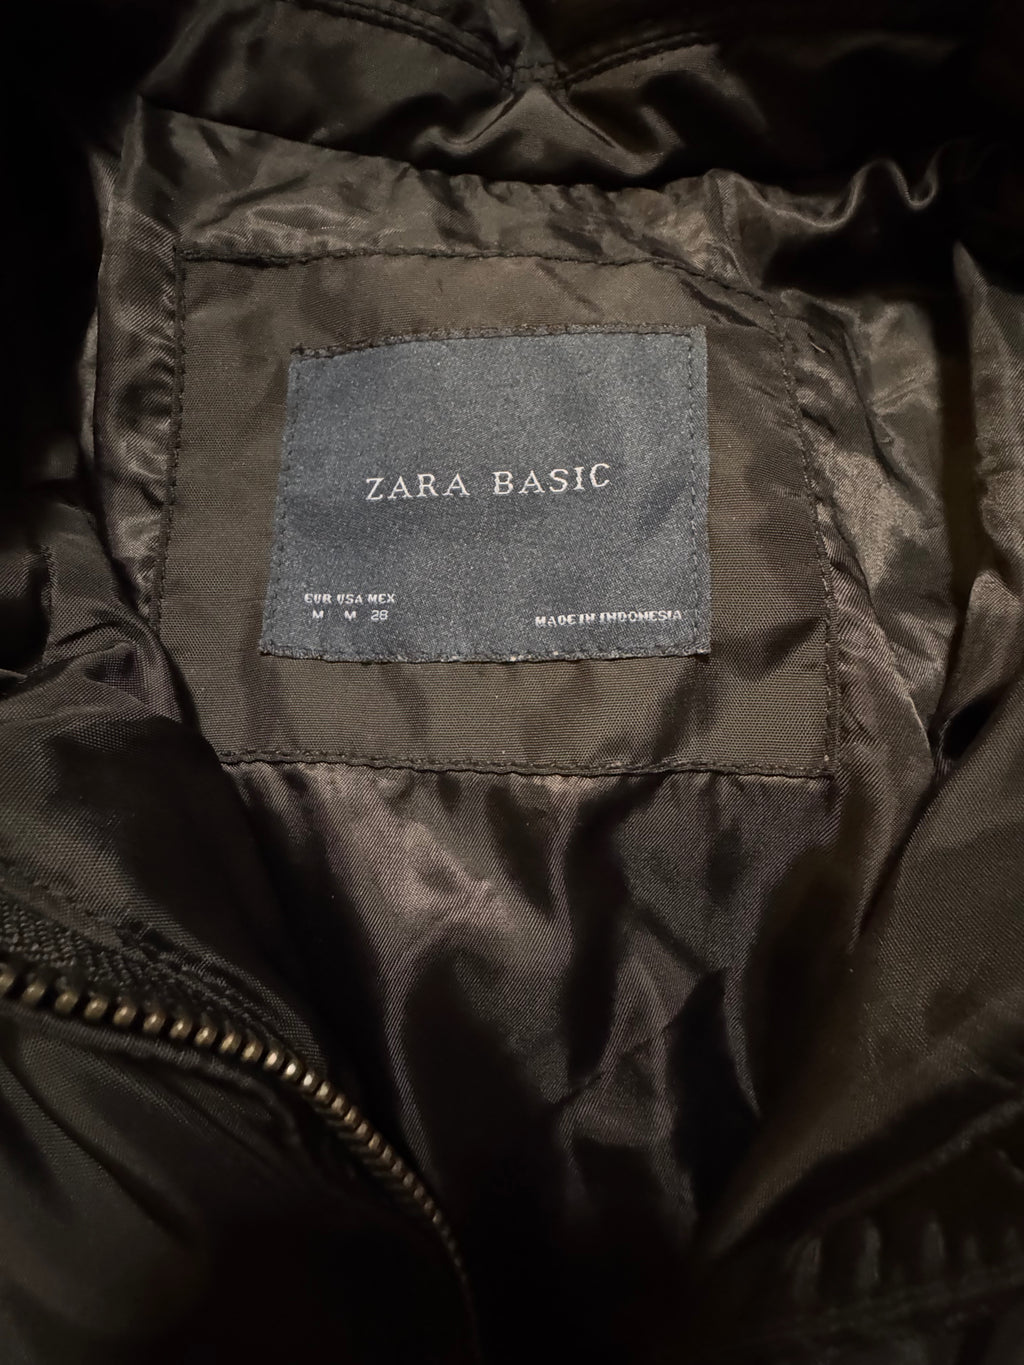 ZARA BASIC
EUR USA MEX
M M 28
MADE IN INDONESIA